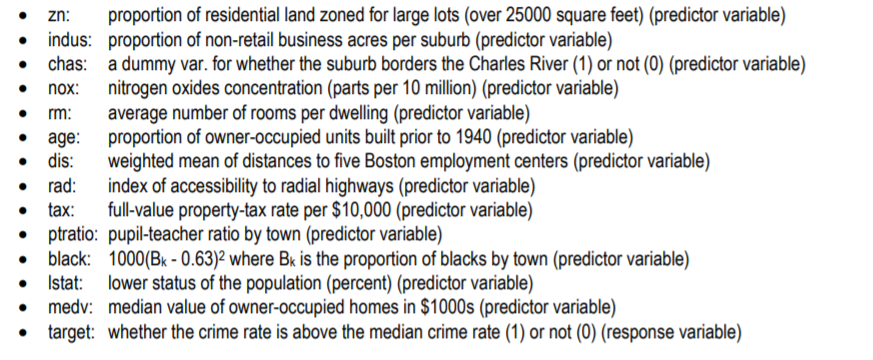 • zn: proportion of residential land zoned for large lots (over 25000 square feet) (predictor variable)
• indus: proportion of non-retail business acres per suburb (predictor variable)
• chas: a dummy var. for whether the suburb borders the Charles River (1) or not (0) (predictor variable)
• nox: nitrogen oxides concentration (parts per 10 million) (predictor variable)
• rm: average number of rooms per dwelling (predictor variable)
• age: proportion of owner-occupied units built prior to 1940 (predictor variable)
• dis: weighted mean of distances to five Boston employment centers (predictor variable)
• rad: index of accessibility to radial highways (predictor variable)
• tax: full-value property-tax rate per $10,000 (predictor variable)
• ptratio: pupil-teacher ratio by town (predictor variable)
• black: 1000(Bk - 0.63)² where Bk is the proportion of blacks by town (predictor variable)
• lstat: lower status of the population (percent) (predictor variable)
• medv: median value of owner-occupied homes in $1000s (predictor variable)
• target: whether the crime rate is above the median crime rate (1) or not (0) (response variable)